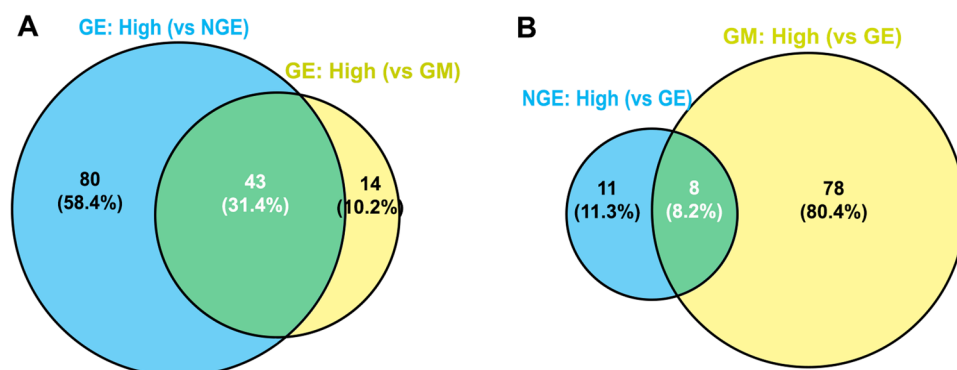 A
GE: High (vs NGE)
GE: High (vs GM)
80
(58.4%)
43
(31.4%)
14
(10.2%)
B
GM: High (vs GE)
NGE: High (vs GE)
11
(11.3%)
8
(8.2%)
78
(80.4%)